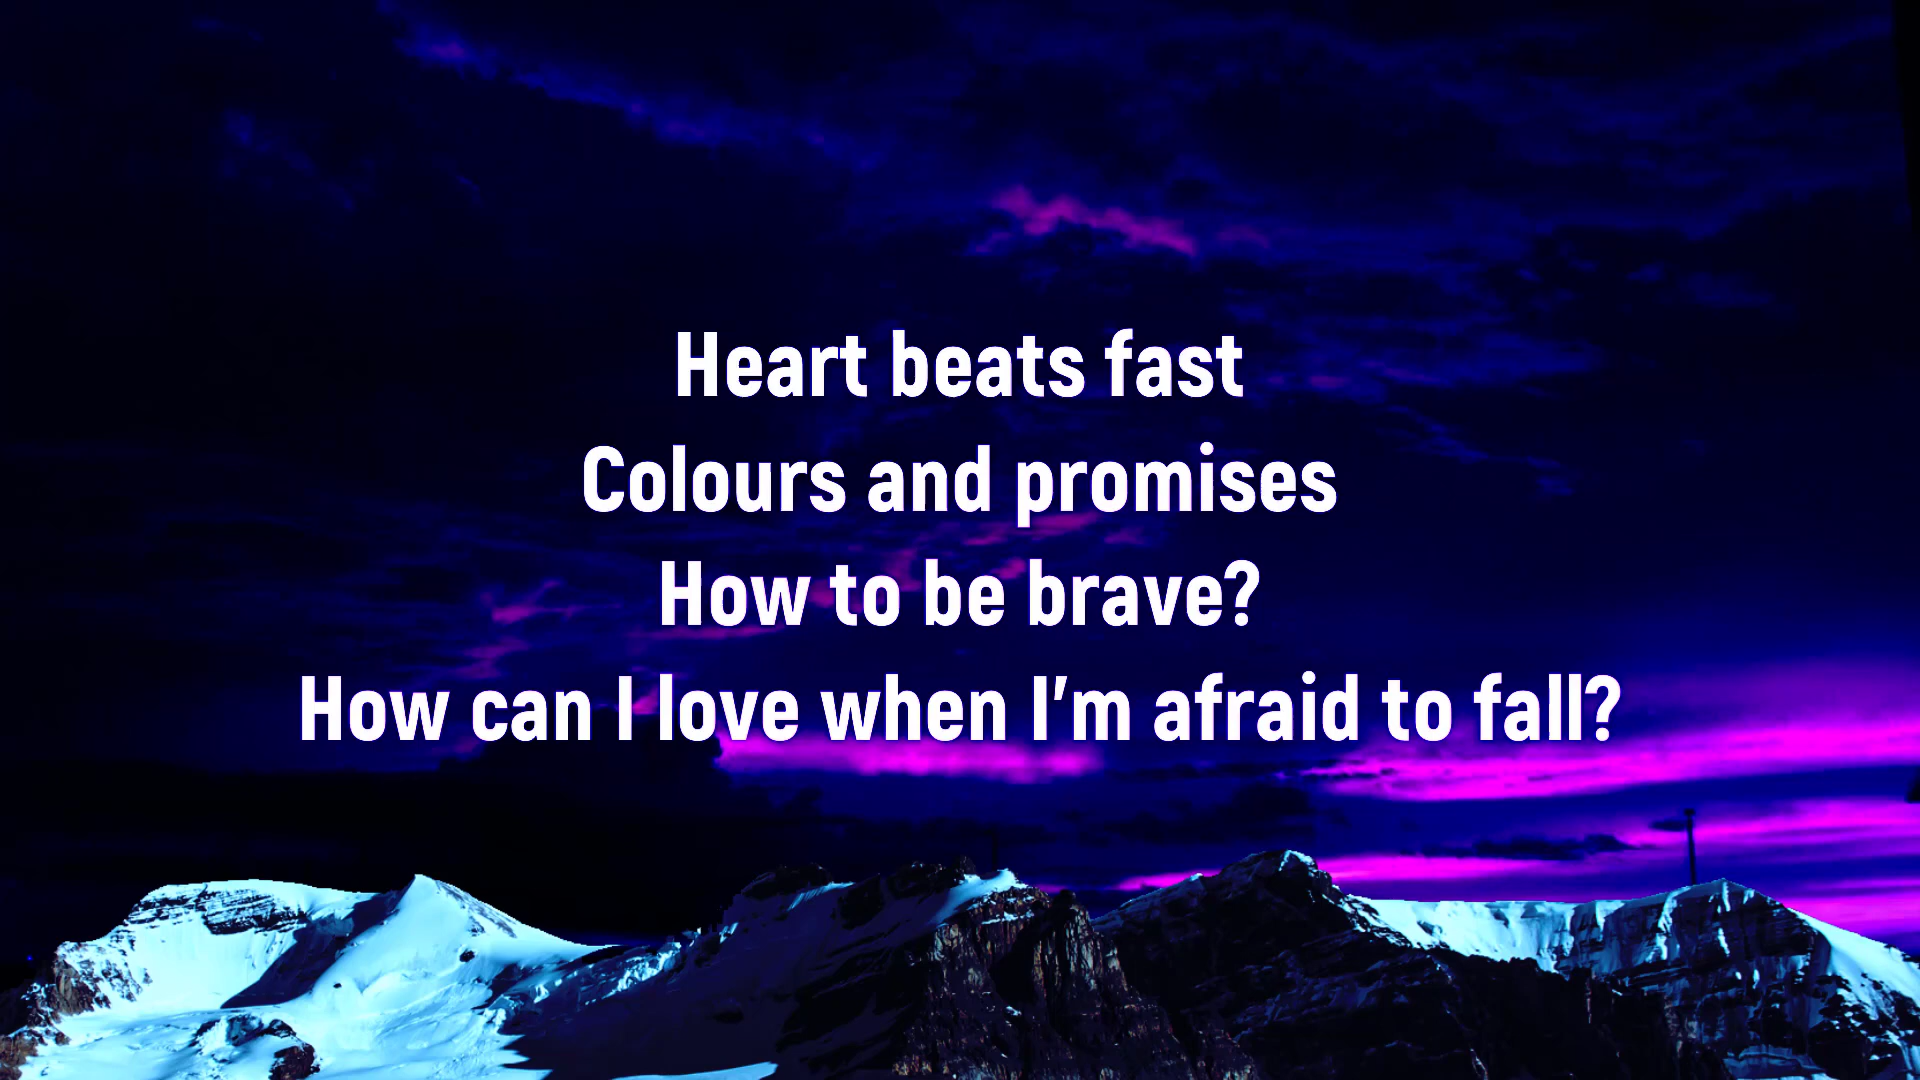 Heart beats fast
Colours and promises
How to be brave?
How can I love when I'm afraid to fall?